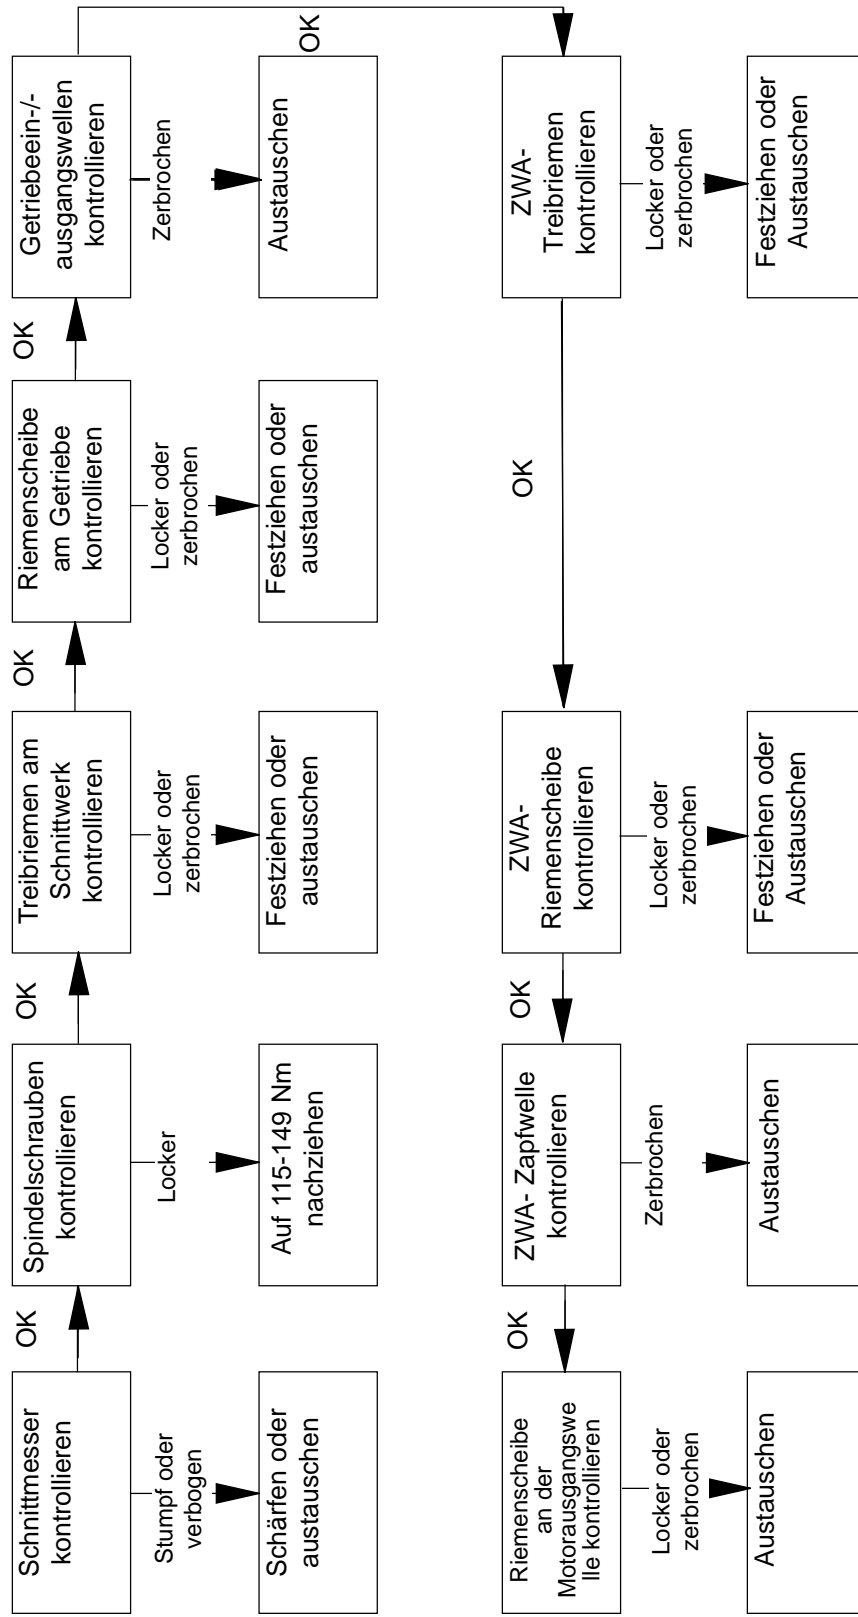 Schnittmesser
kontrollieren
OK
Stumpf oder
verbogen
Schärfen oder
austauschen
Spindelschrauben
kontrollieren
OK
Locker
Auf 115-149 Nm
nachziehen
Treibriemen am
Schnittwerk
kontrollieren
OK
Locker oder
zerbrochen
Festziehen oder
austauschen
Riemenscheibe
am Getriebe
kontrollieren
OK
Locker oder
zerbrochen
Festziehen oder
austauschen
Getriebeein-/-
ausgangswellen
kontrollieren
OK
Zerbrochen
Austauschen
ZWA-
Treibriemen
kontrollieren
Locker oder
zerbrochen
Festziehen oder
Austauschen
OK
ZWA-
Riemenscheibe
kontrollieren
Locker oder
zerbrochen
Festziehen oder
Austauschen
OK
ZWA- Zapfwelle
kontrollieren
Zerbrochen
Austauschen
OK
Riemenscheibe
an der
Motorausgangswe
lle kontrollieren
Locker oder
zerbrochen
Austauschen